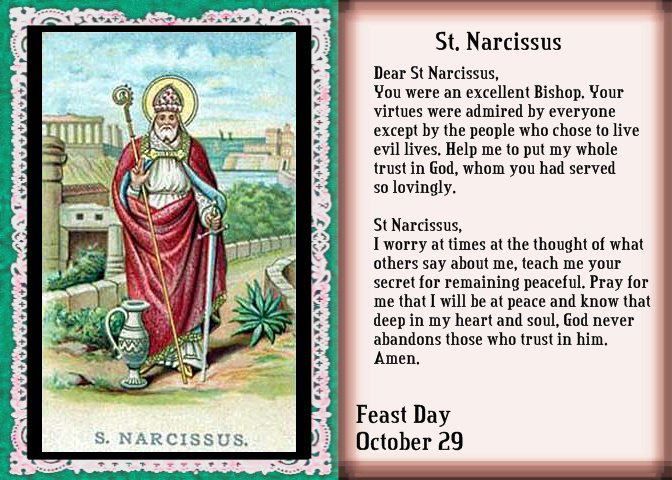 S. NARCISSUS.
St. Narcissus
Dear St Narcissus,
You were an excellent Bishop. Your
virtues were admired by everyone
except by the people who chose to live
evil lives. Help me to put my whole
trust in God, whom you had served
so lovingly.
St Narcissus,
I worry at times at the thought of what
others say about me, teach me your
secret for remaining peaceful. Pray for
me that I will be at peace and know that
deep in my heart and soul, God never
abandons those who trust in him.
Amen.
Feast Day
October 29